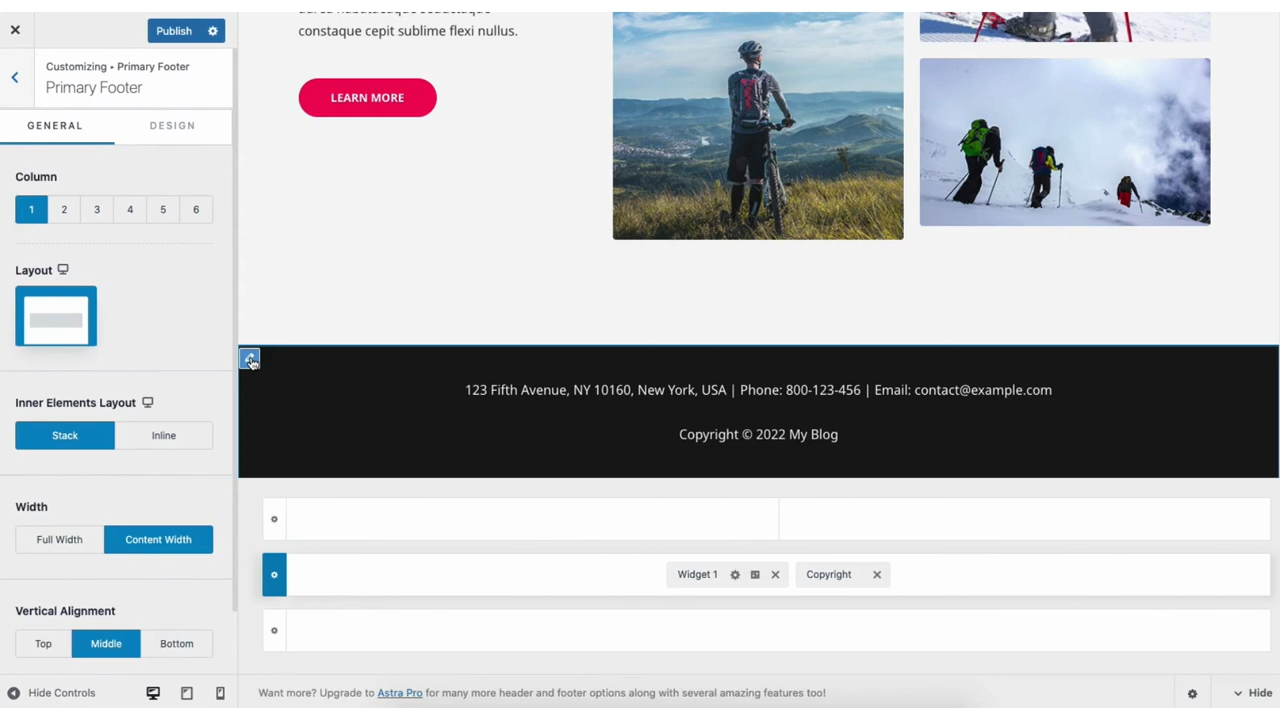 Publish
Customizing • Primary Footer
Primary Footer
GENERAL DESIGN
Column
1 2 3 4 5 6
Layout
Inner Elements Layout
Stack Inline
Width
Full Width Content Width
Vertical Alignment
Top Middle Bottom
Hide Controls
constaque cepit sublime flexi nullus.
LEARN MORE
123 Fifth Avenue, NY 10160, New York, USA | Phone: 800-123-456 | Email: contact@example.com
Copyright © 2022 My Blog
Widget 1 Copyright
Want more? Upgrade to Astra Pro for many more header and footer options along with several amazing features too!
Hide